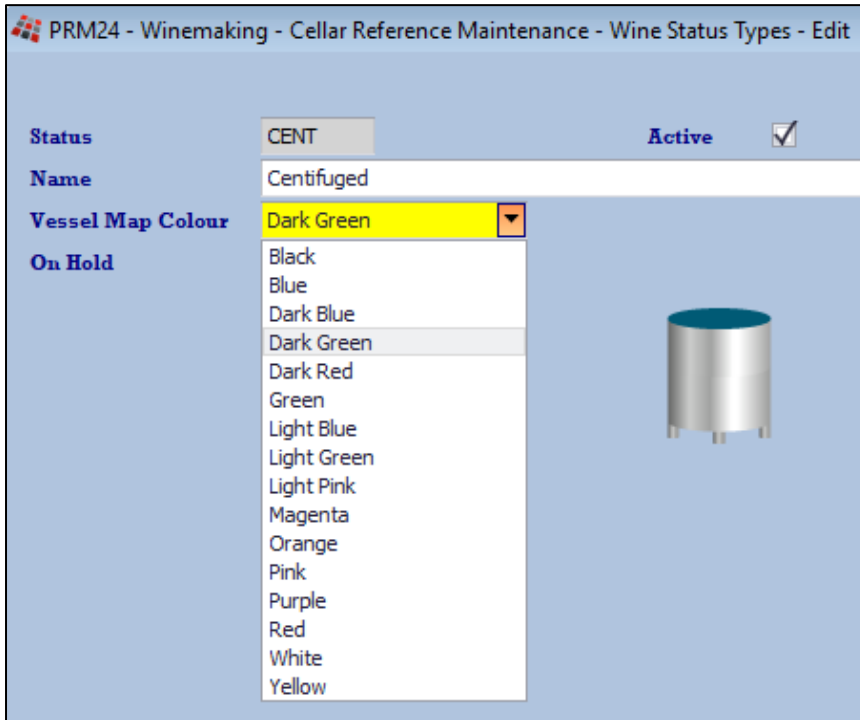 PRM24 - Winemaking - Cellar Reference Maintenance - Wine Status Types - Edit
Status CENT Active
Name Centifuged
Vessel Map Colour Dark Green
On Hold
Black
Blue
Dark Blue
Dark Green
Dark Red
Green
Light Blue
Light Green
Light Pink
Magenta
Orange
Pink
Purple
Red
White
Yellow